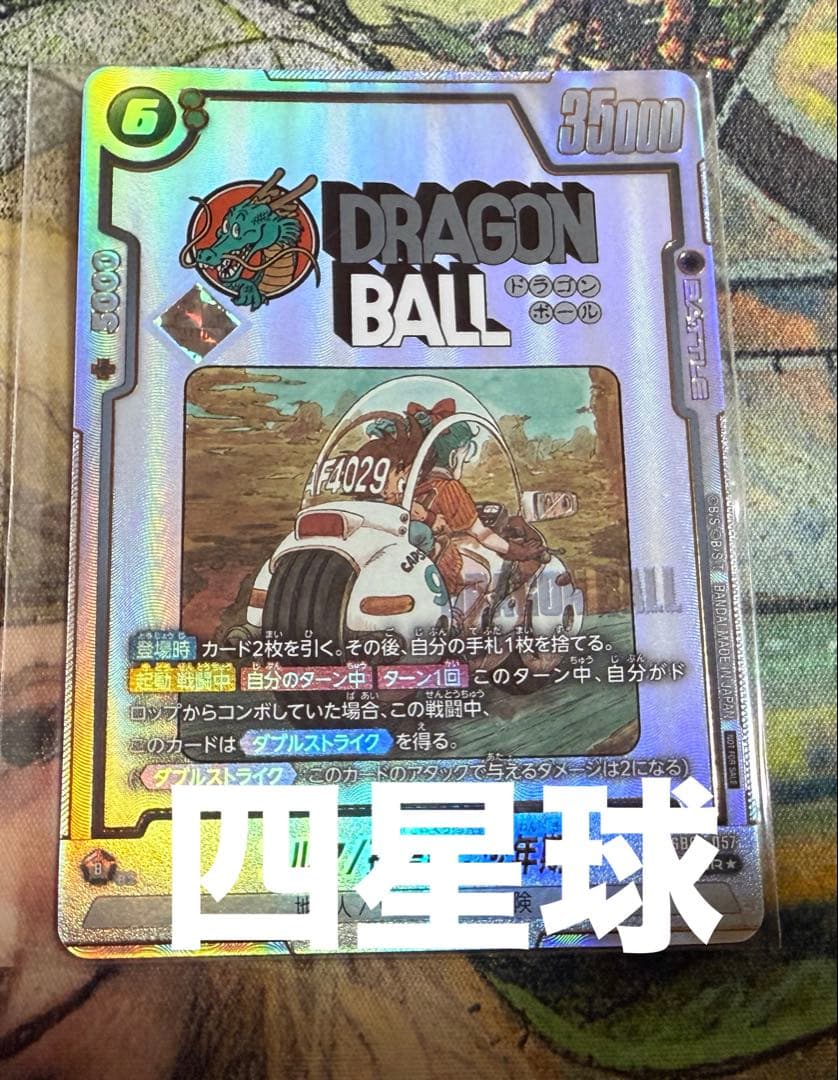 6
35000
DRAGON
BALL
ドラゴン
ボール
+5000
BATTLE
AF4029
CAPS
9
DRAGON BALL
©B.S ©B/S.T BANDAI MADE IN JAPAN
NOT FOR SALE
登場時 カード2枚を引く。その後、自分の手札1枚を捨てる。
起動 戦闘中 自分のターン中 ターン1回 このターン中、自分がド
ロップからコンボしていた場合、この戦闘中、
このカードは ダブルストライク を得る。
(ダブルストライク :このカードのアタックで与えるダメージは2になる)
四星球